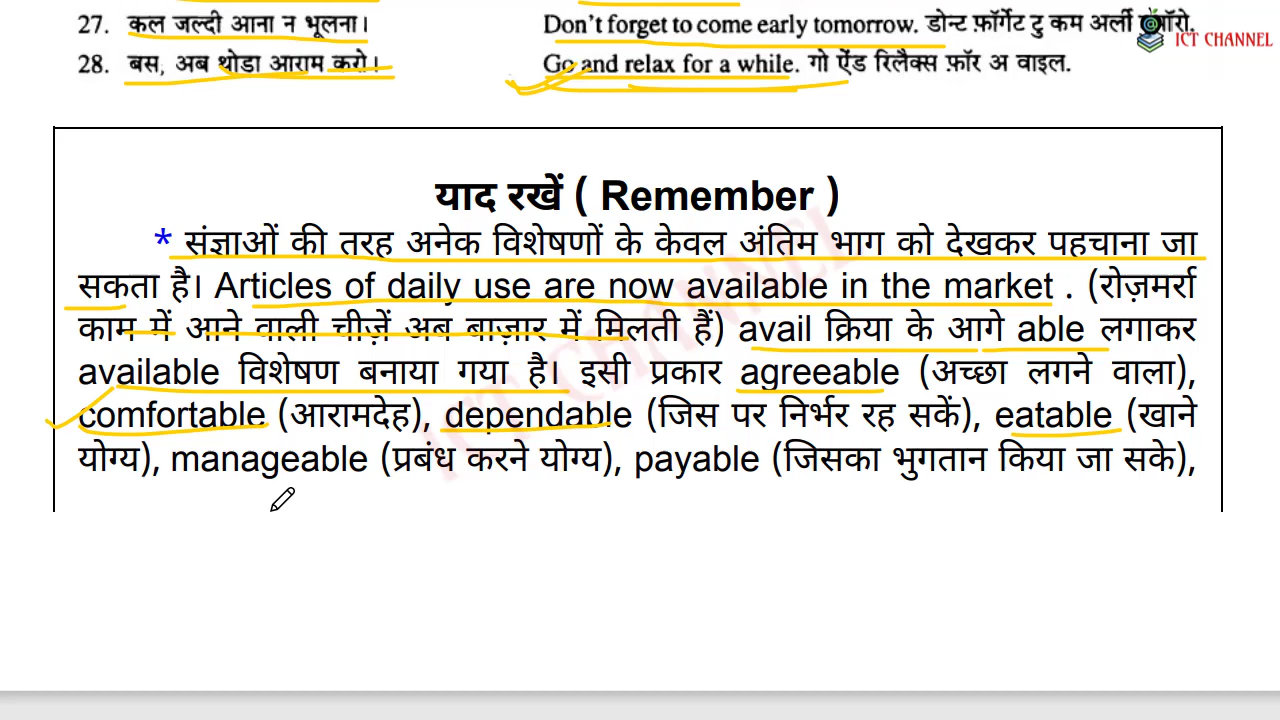 27. कल जल्दी आना न भूलना। Don't forget to come early tomorrow. डोन्ट फ़ॉर्गेट टु कम अर्ली
ICT CHANNEL
28. बस, अब थोडा आराम करो। Go and relax for a while. गो ऐंड रिलैक्स फ़ॉर अ वाइल.
याद रखें ( Remember )
* संज्ञाओं की तरह अनेक विशेषणों के केवल अंतिम भाग को देखकर पहचाना जा
सकता है। Articles of daily use are now available in the market . (रोज़मर्रा
काम में आने वाली चीज़ें अब बाज़ार में मिलती हैं) avail क्रिया के आगे able लगाकर
available विशेषण बनाया गया है। इसी प्रकार agreeable (अच्छा लगने वाला),
comfortable (आरामदेह), dependable (जिस पर निर्भर रह सकें), eatable (खाने
योग्य), manageable (प्रबंध करने योग्य), payable (जिसका भुगतान किया जा सके),
ICT CHANNEL